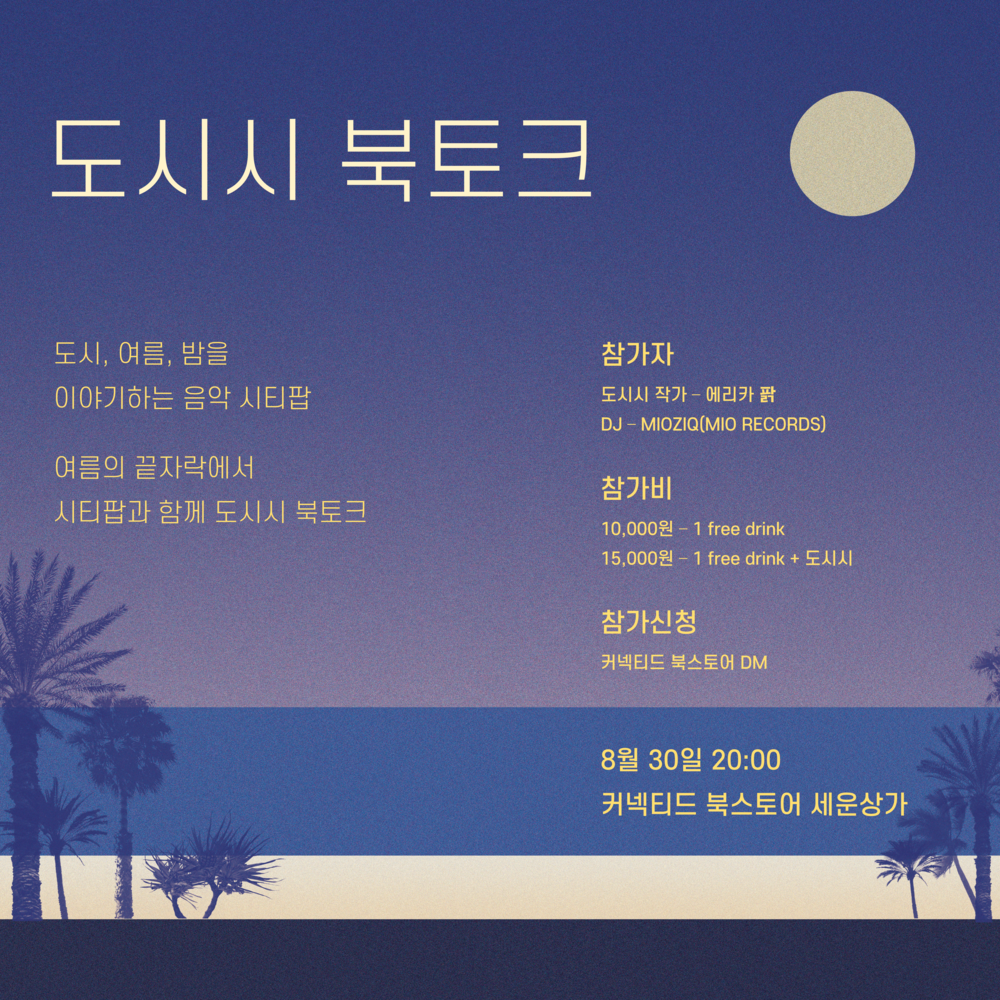 도시시 북토크
도시, 여름, 밤을
이야기하는 음악 시티팝
여름의 끝자락에서
시티팝과 함께 도시시 북토크
참가자
도시시 작가 – 에리카 팕
DJ – MIOZIQ(MIO RECORDS)
참가비
10,000원 – 1 free drink
15,000원 – 1 free drink + 도시시
참가신청
커넥티드 북스토어 DM
8월 30일 20:00
커넥티드 북스토어 세운상가